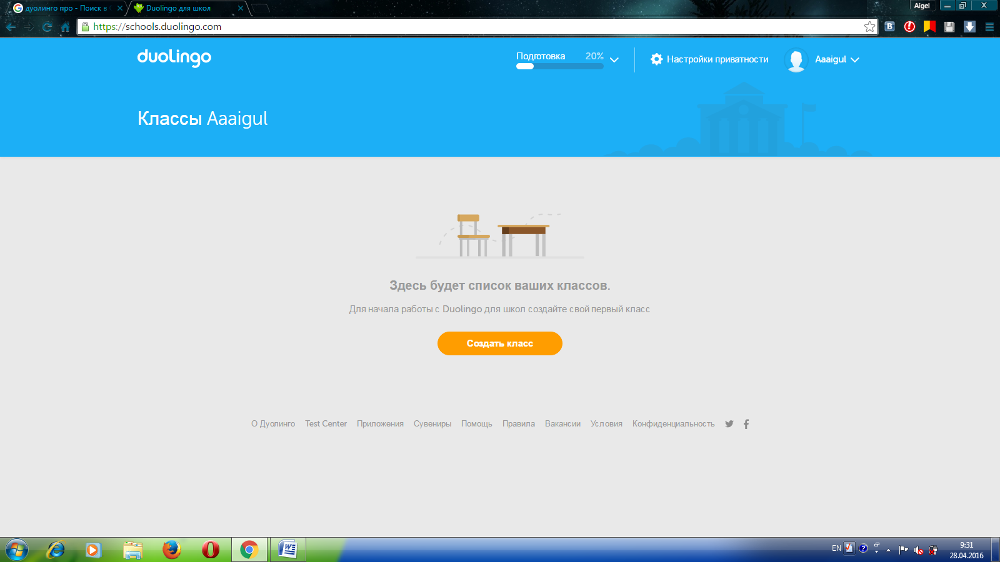 дуолинго про - Поиск в
Duolingo для школ
Aigel
https://schools.duolingo.com
duolingo
Подготовка 20%
Настройки приватности
Aaaigul
Классы Aaaigul
Здесь будет список ваших классов.
Для начала работы с Duolingo для школ создайте свой первый класс
Создать класс
О Дуолинго Test Center Приложения Сувениры Помощь Правила Вакансии Условия Конфиденциальность
EN
9:31
28.04.2016